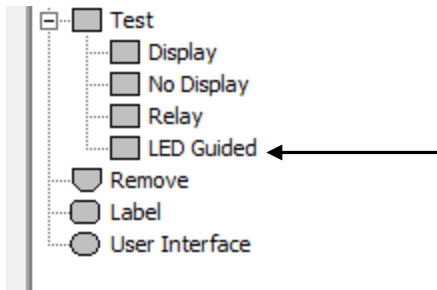 Test
Display
No Display
Relay
LED Guided
Remove
Label
User Interface